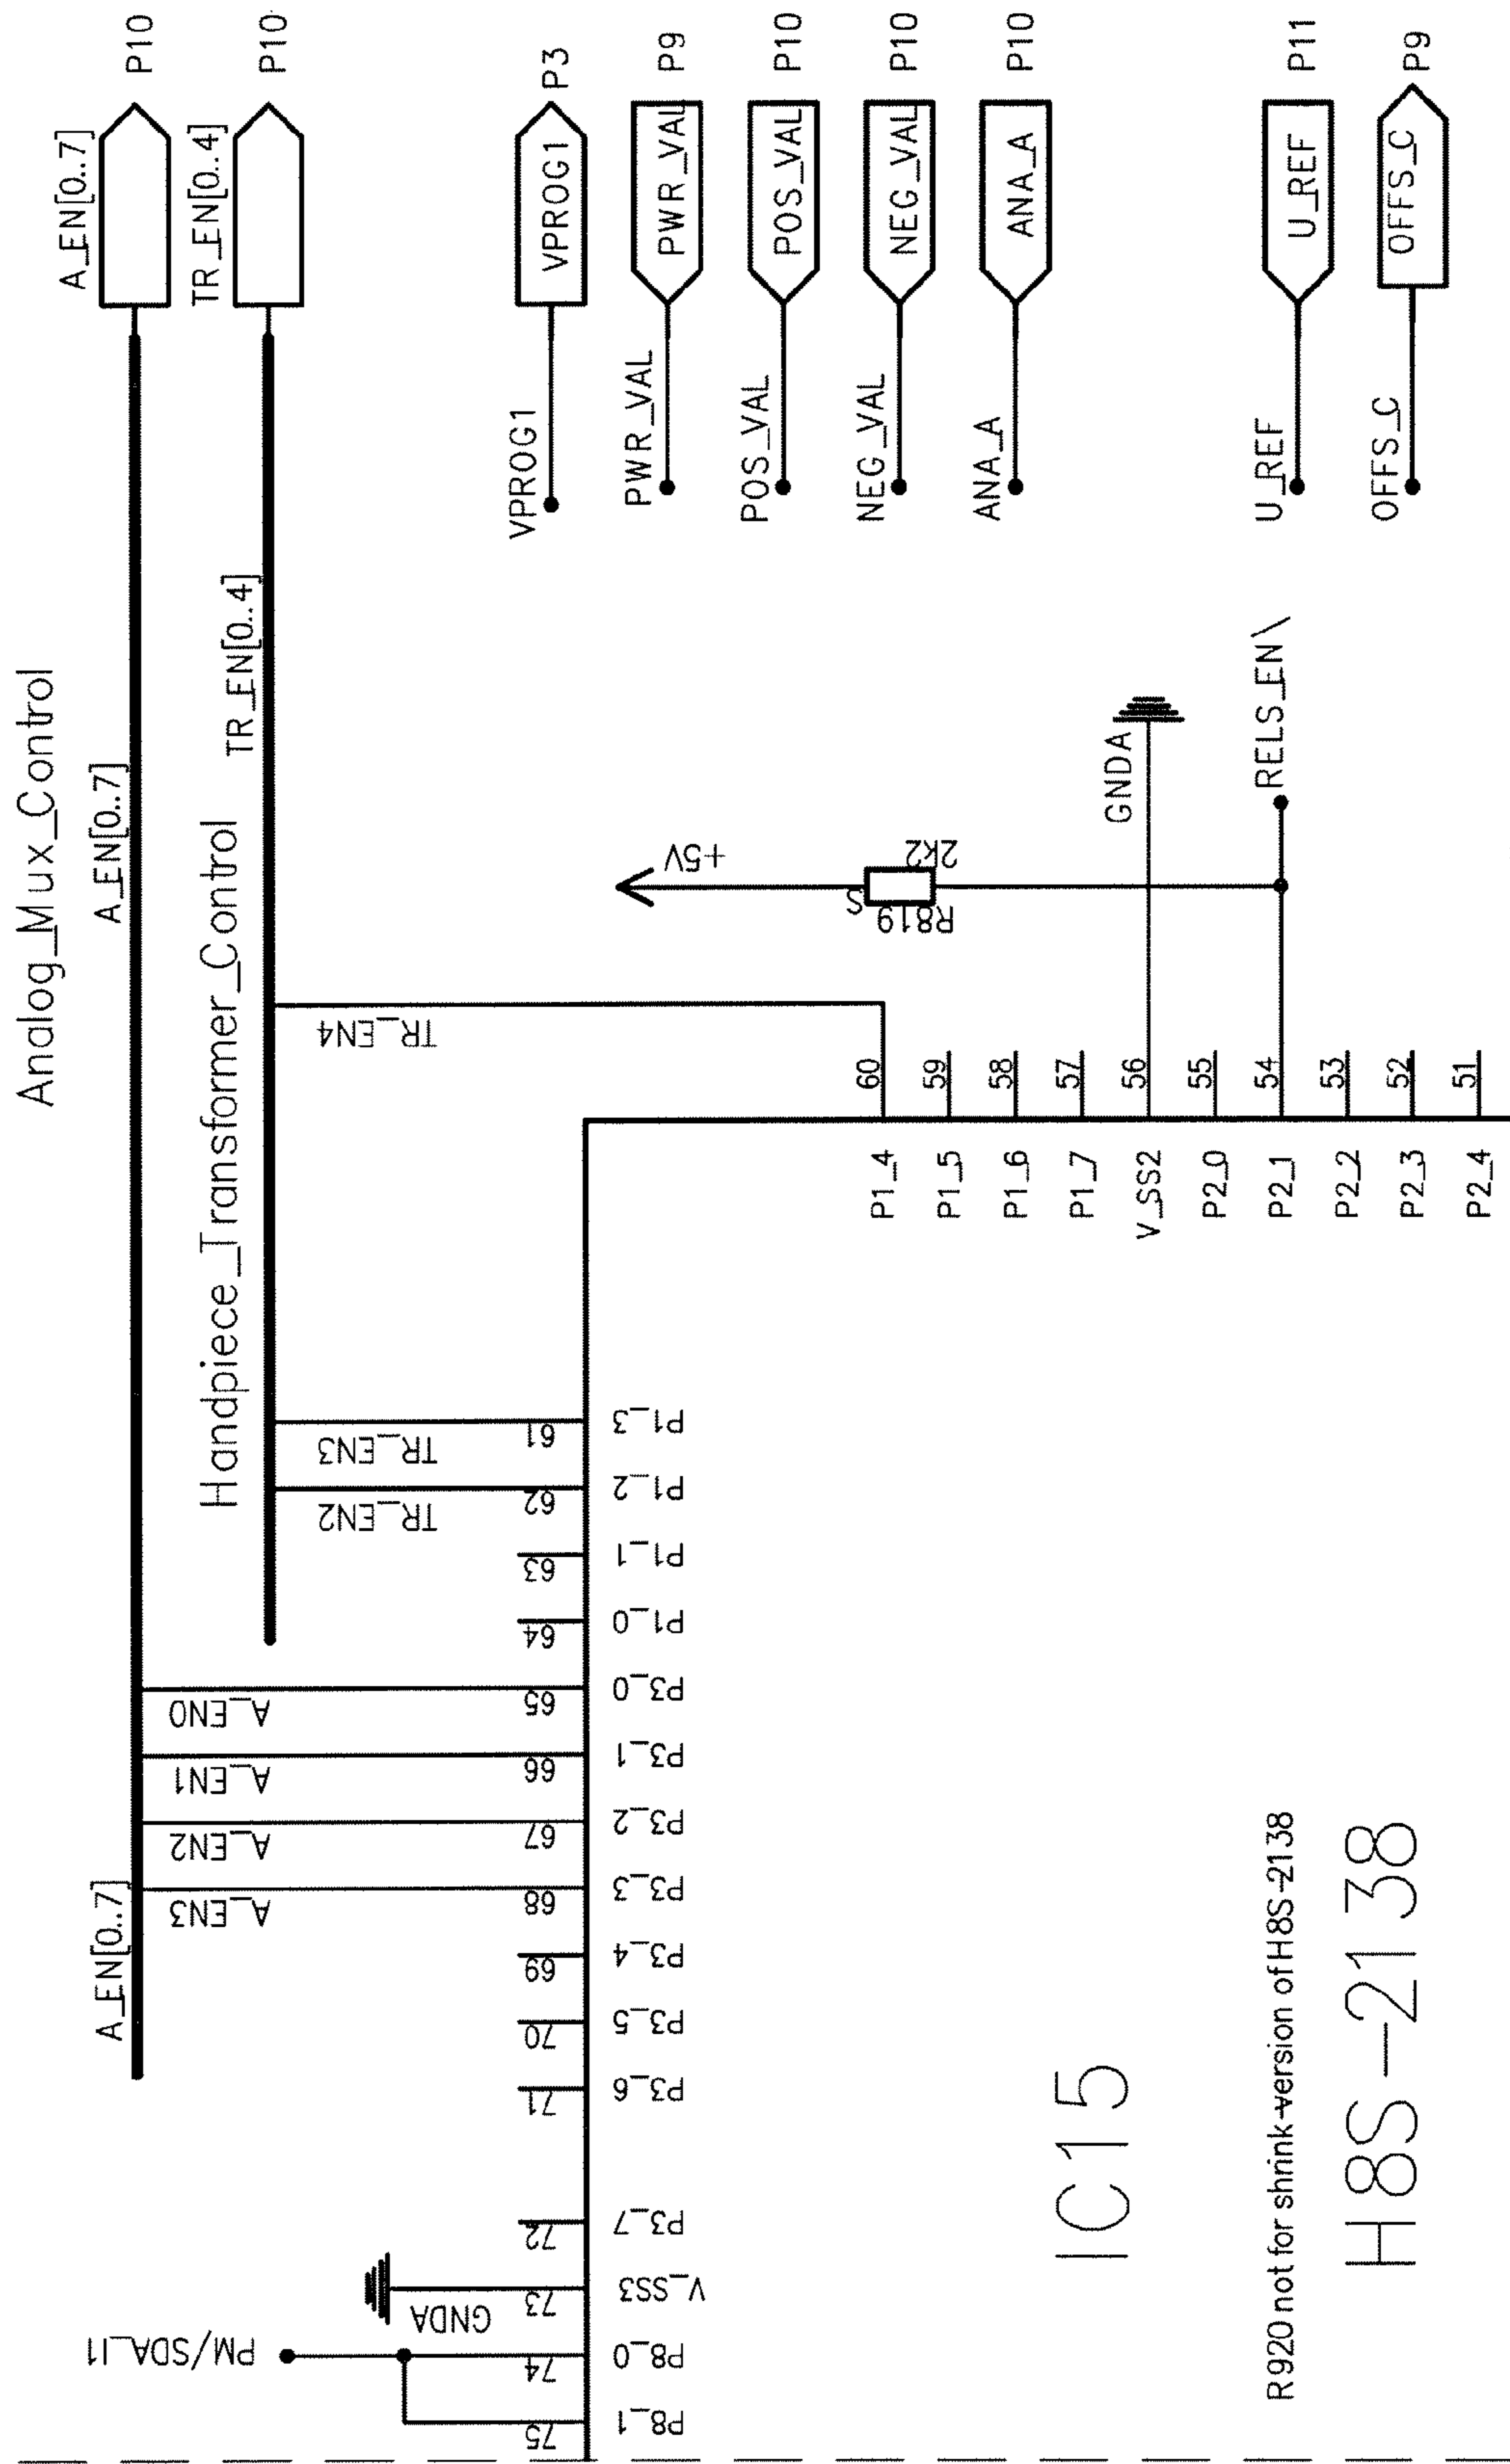 Analog_Mux_Control
A_EN[0..7]
A_EN[0..7]
A_EN[0..7]
P10
Handpiece_Transformer_Control
TR_EN[0..4]
TR_EN[0..4]
P10
VPROG1
VPROG1
P3
PWR_VAL
PWR_VAL
P9
POS_VAL
POS_VAL
P10
NEG_VAL
NEG_VAL
P10
ANA_A
ANA_A
P10
U_REF
U_REF
P11
OFFS_C
OFFS_C
P9
PM/SDA_I1
GNDA
A_EN3
A_EN2
A_EN1
A_EN0
TR_EN2
TR_EN3
TR_EN4
75 P8_1
74 P8_0
73 V_SS3
72 P3_7
71 P3_6
70 P3_5
69 P3_4
68 P3_3
67 P3_2
66 P3_1
65 P3_0
64 P1_0
63 P1_1
62 P1_2
61 P1_3
P1_4 60
P1_5 59
P1_6 58
P1_7 57
V_SS2 56
P2_0 55
P2_1 54
P2_2 53
P2_3 52
P2_4 51
+5V
S
R819
2k2
GNDA
RELS_EN\
IC15
R920 not for shrink-version of H8S-2138
H8S-2138